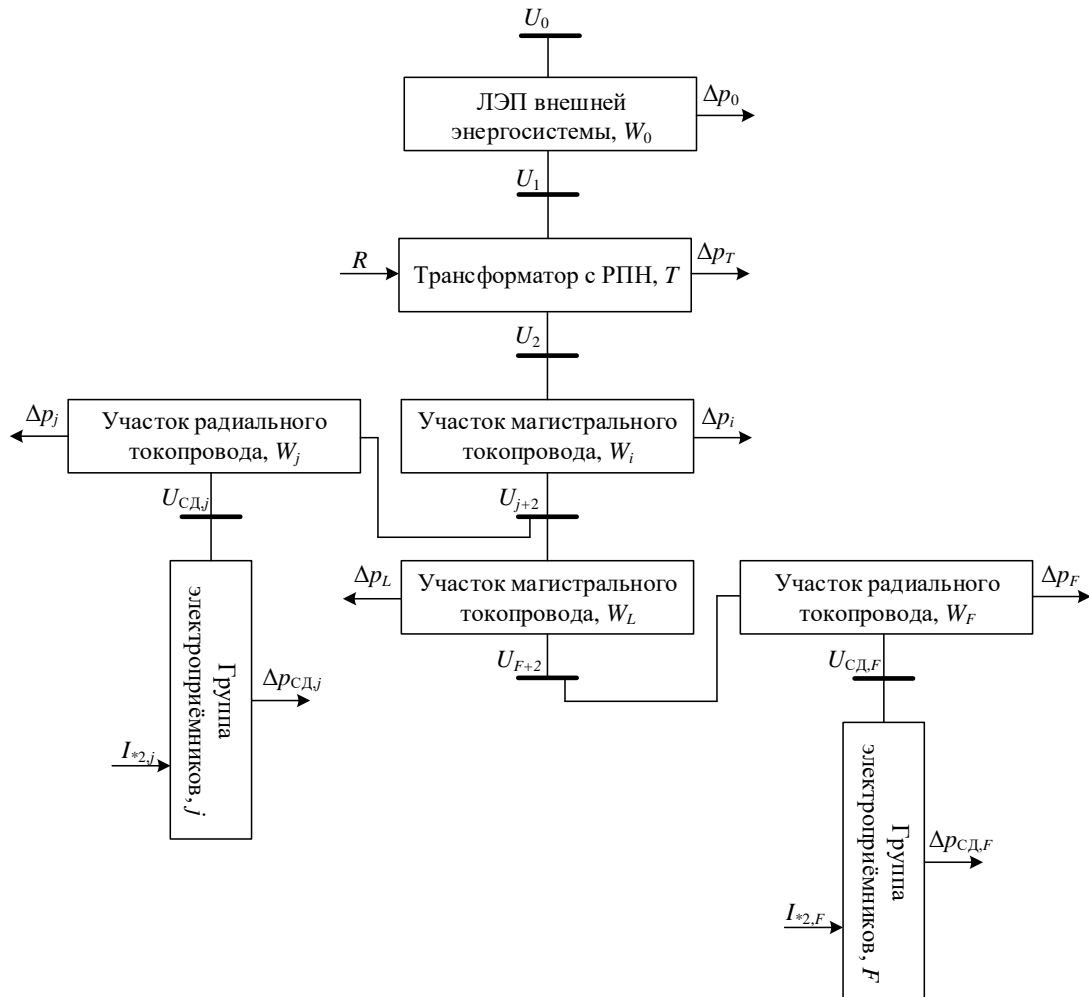 U0
ЛЭП внешней
энергосистемы, W0
Δp0
U1
R
Трансформатор с РПН, T
ΔpT
U2
Δpj
Участок радиального
токопровода, Wj
Участок магистрального
токопровода, Wi
Δpi
UСД,j
Uj+2
ΔpL
Участок магистрального
токопровода, WL
Участок радиального
токопровода, WF
ΔpF
UF+2
UСД,F
Группа
электроприёмников, j
ΔpСД,j
I*2,j
Группа
электроприёмников, F
ΔpСД,F
I*2,F